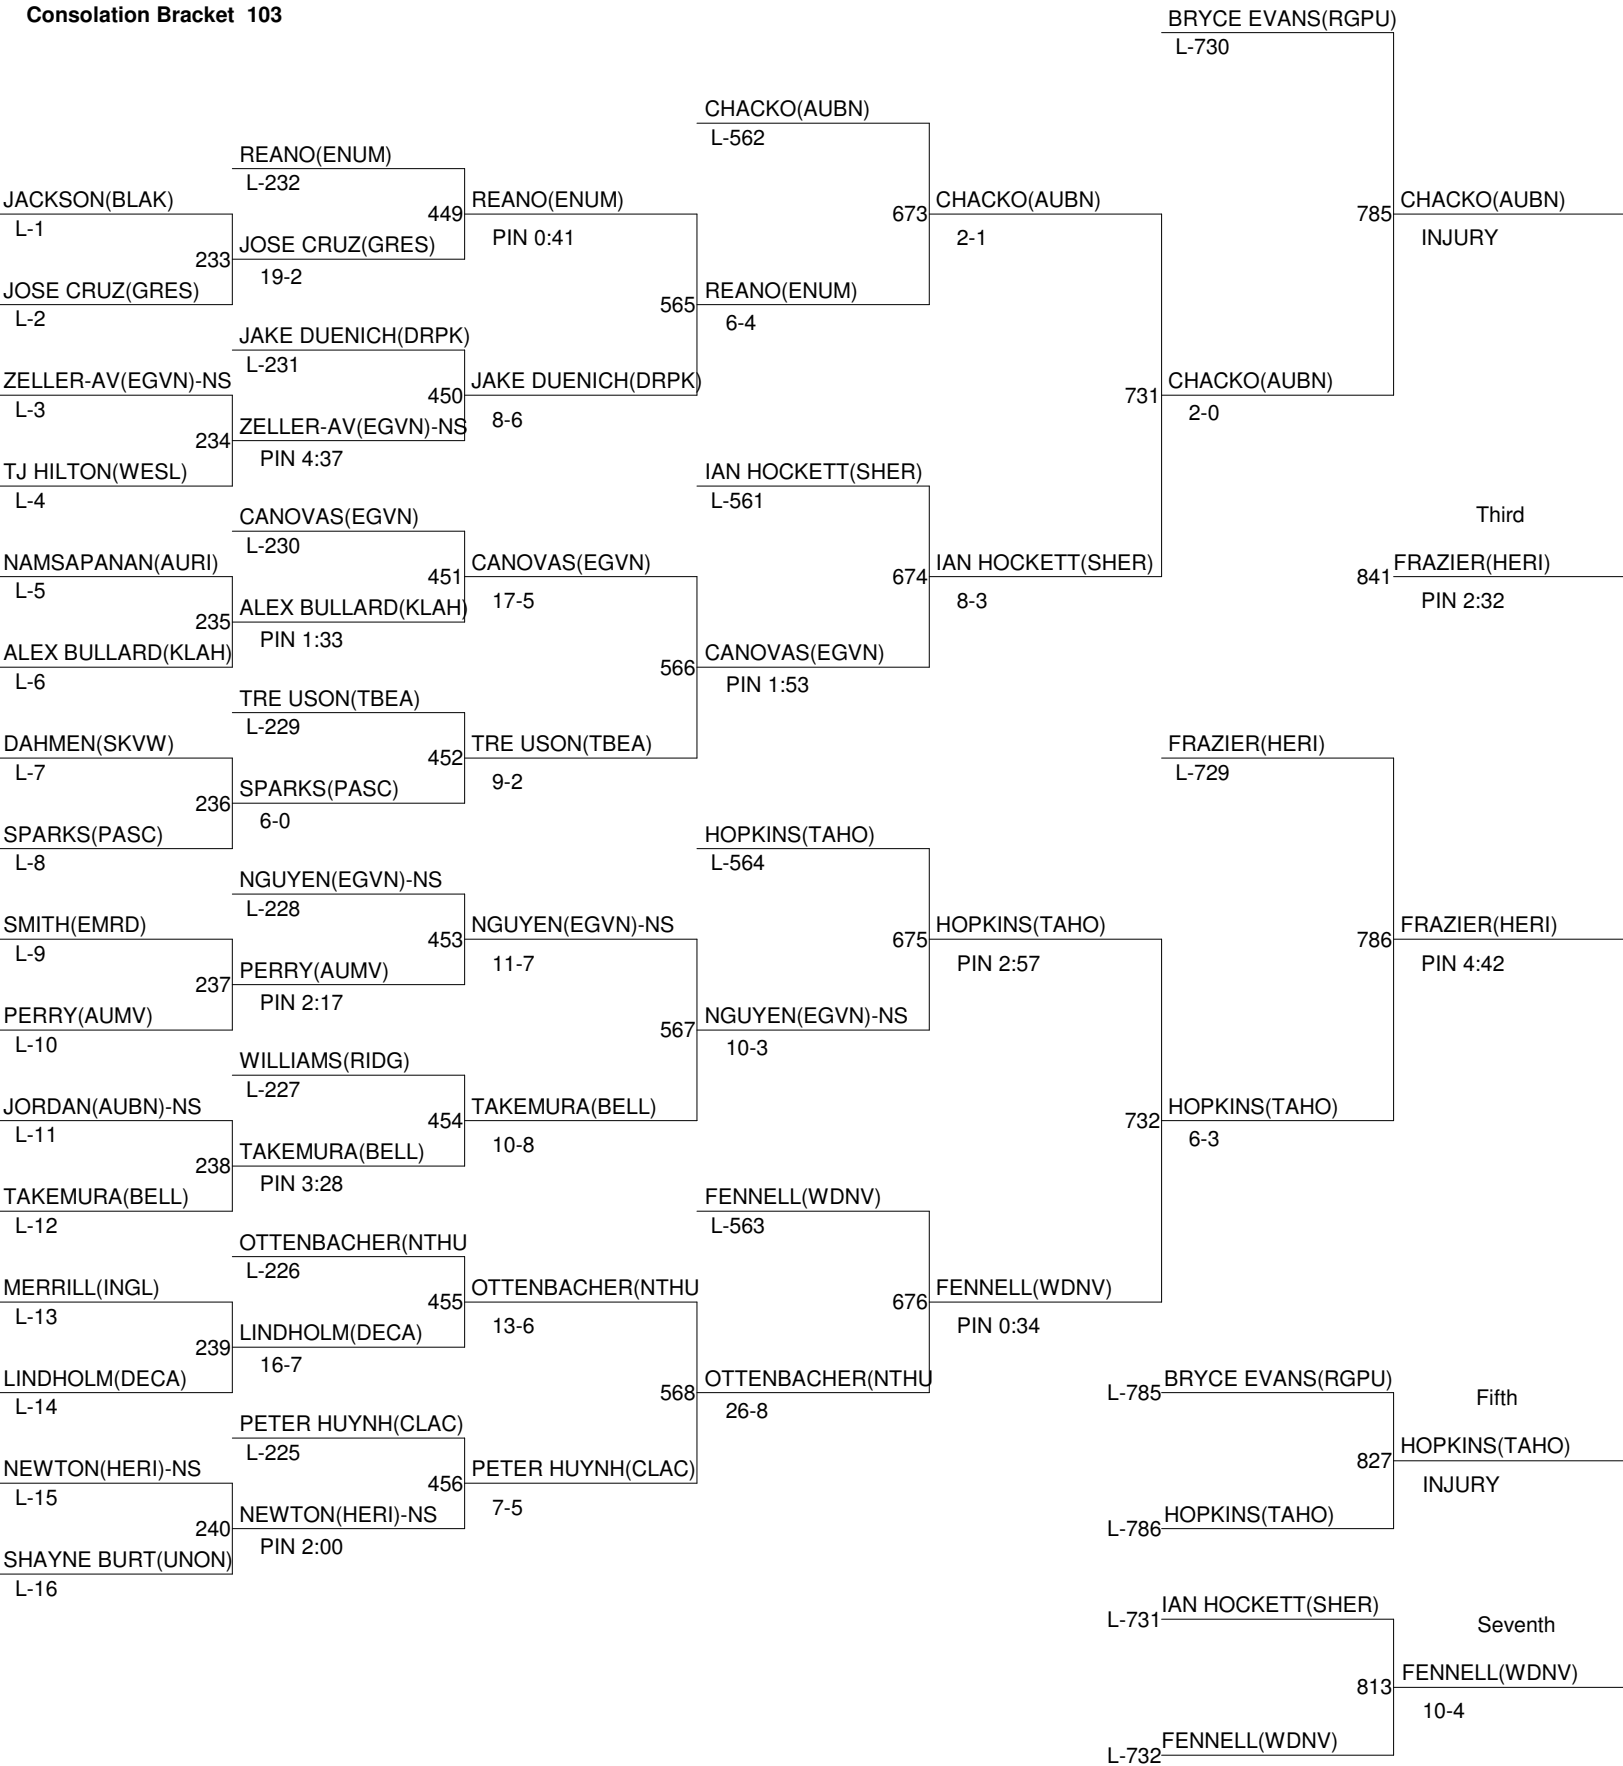 Consolation Bracket 103
BRYCE EVANS(RGPU)
L-730
CHACKO(AUBN)
L-562
REANO(ENUM)
L-232
JACKSON(BLAK)
449 REANO(ENUM)
673 CHACKO(AUBN)
785 CHACKO(AUBN)
L-1
PIN 0:41
2-1
INJURY
233 JOSE CRUZ(GRES)
19-2
JOSE CRUZ(GRES)
565 REANO(ENUM)
L-2
6-4
JAKE DUENICH(DRPK)
L-231
ZELLER-AV(EGVN)-NS
450 JAKE DUENICH(DRPK)
731 CHACKO(AUBN)
L-3
8-6
2-0
234 ZELLER-AV(EGVN)-NS
PIN 4:37
TJ HILTON(WESL)
IAN HOCKETT(SHER)
L-4
L-561
CANOVAS(EGVN)
Third
L-230
NAMSAPANAN(AURI)
451 CANOVAS(EGVN)
674 IAN HOCKETT(SHER)
841 FRAZIER(HERI)
L-5
17-5
8-3
PIN 2:32
235 ALEX BULLARD(KLAH)
PIN 1:33
ALEX BULLARD(KLAH)
566 CANOVAS(EGVN)
L-6
PIN 1:53
TRE USON(TBEA)
L-229
DAHMEN(SKVW)
452 TRE USON(TBEA)
FRAZIER(HERI)
L-7
9-2
L-729
236 SPARKS(PASC)
6-0
SPARKS(PASC)
HOPKINS(TAHO)
L-8
L-564
NGUYEN(EGVN)-NS
L-228
SMITH(EMRD)
453 NGUYEN(EGVN)-NS
675 HOPKINS(TAHO)
786 FRAZIER(HERI)
L-9
11-7
PIN 2:57
PIN 4:42
237 PERRY(AUMV)
PIN 2:17
PERRY(AUMV)
567 NGUYEN(EGVN)-NS
L-10
10-3
WILLIAMS(RIDG)
L-227
JORDAN(AUBN)-NS
454 TAKEMURA(BELL)
732 HOPKINS(TAHO)
L-11
10-8
6-3
238 TAKEMURA(BELL)
PIN 3:28
TAKEMURA(BELL)
FENNELL(WDNV)
L-12
L-563
OTTENBACHER(NTHU
L-226
MERRILL(INGL)
455 OTTENBACHER(NTHU
676 FENNELL(WDNV)
L-13
13-6
PIN 0:34
239 LINDHOLM(DECA)
16-7
LINDHOLM(DECA)
568 OTTENBACHER(NTHU
L-785 BRYCE EVANS(RGPU)
L-14
26-8
Fifth
PETER HUYNH(CLAC)
L-225
827 HOPKINS(TAHO)
NEWTON(HERI)-NS
456 PETER HUYNH(CLAC)
INJURY
L-15
7-5
240 NEWTON(HERI)-NS
L-786 HOPKINS(TAHO)
PIN 2:00
SHAYNE BURT(UNON)
L-16
L-731 IAN HOCKETT(SHER)
Seventh
813 FENNELL(WDNV)
10-4
L-732 FENNELL(WDNV)